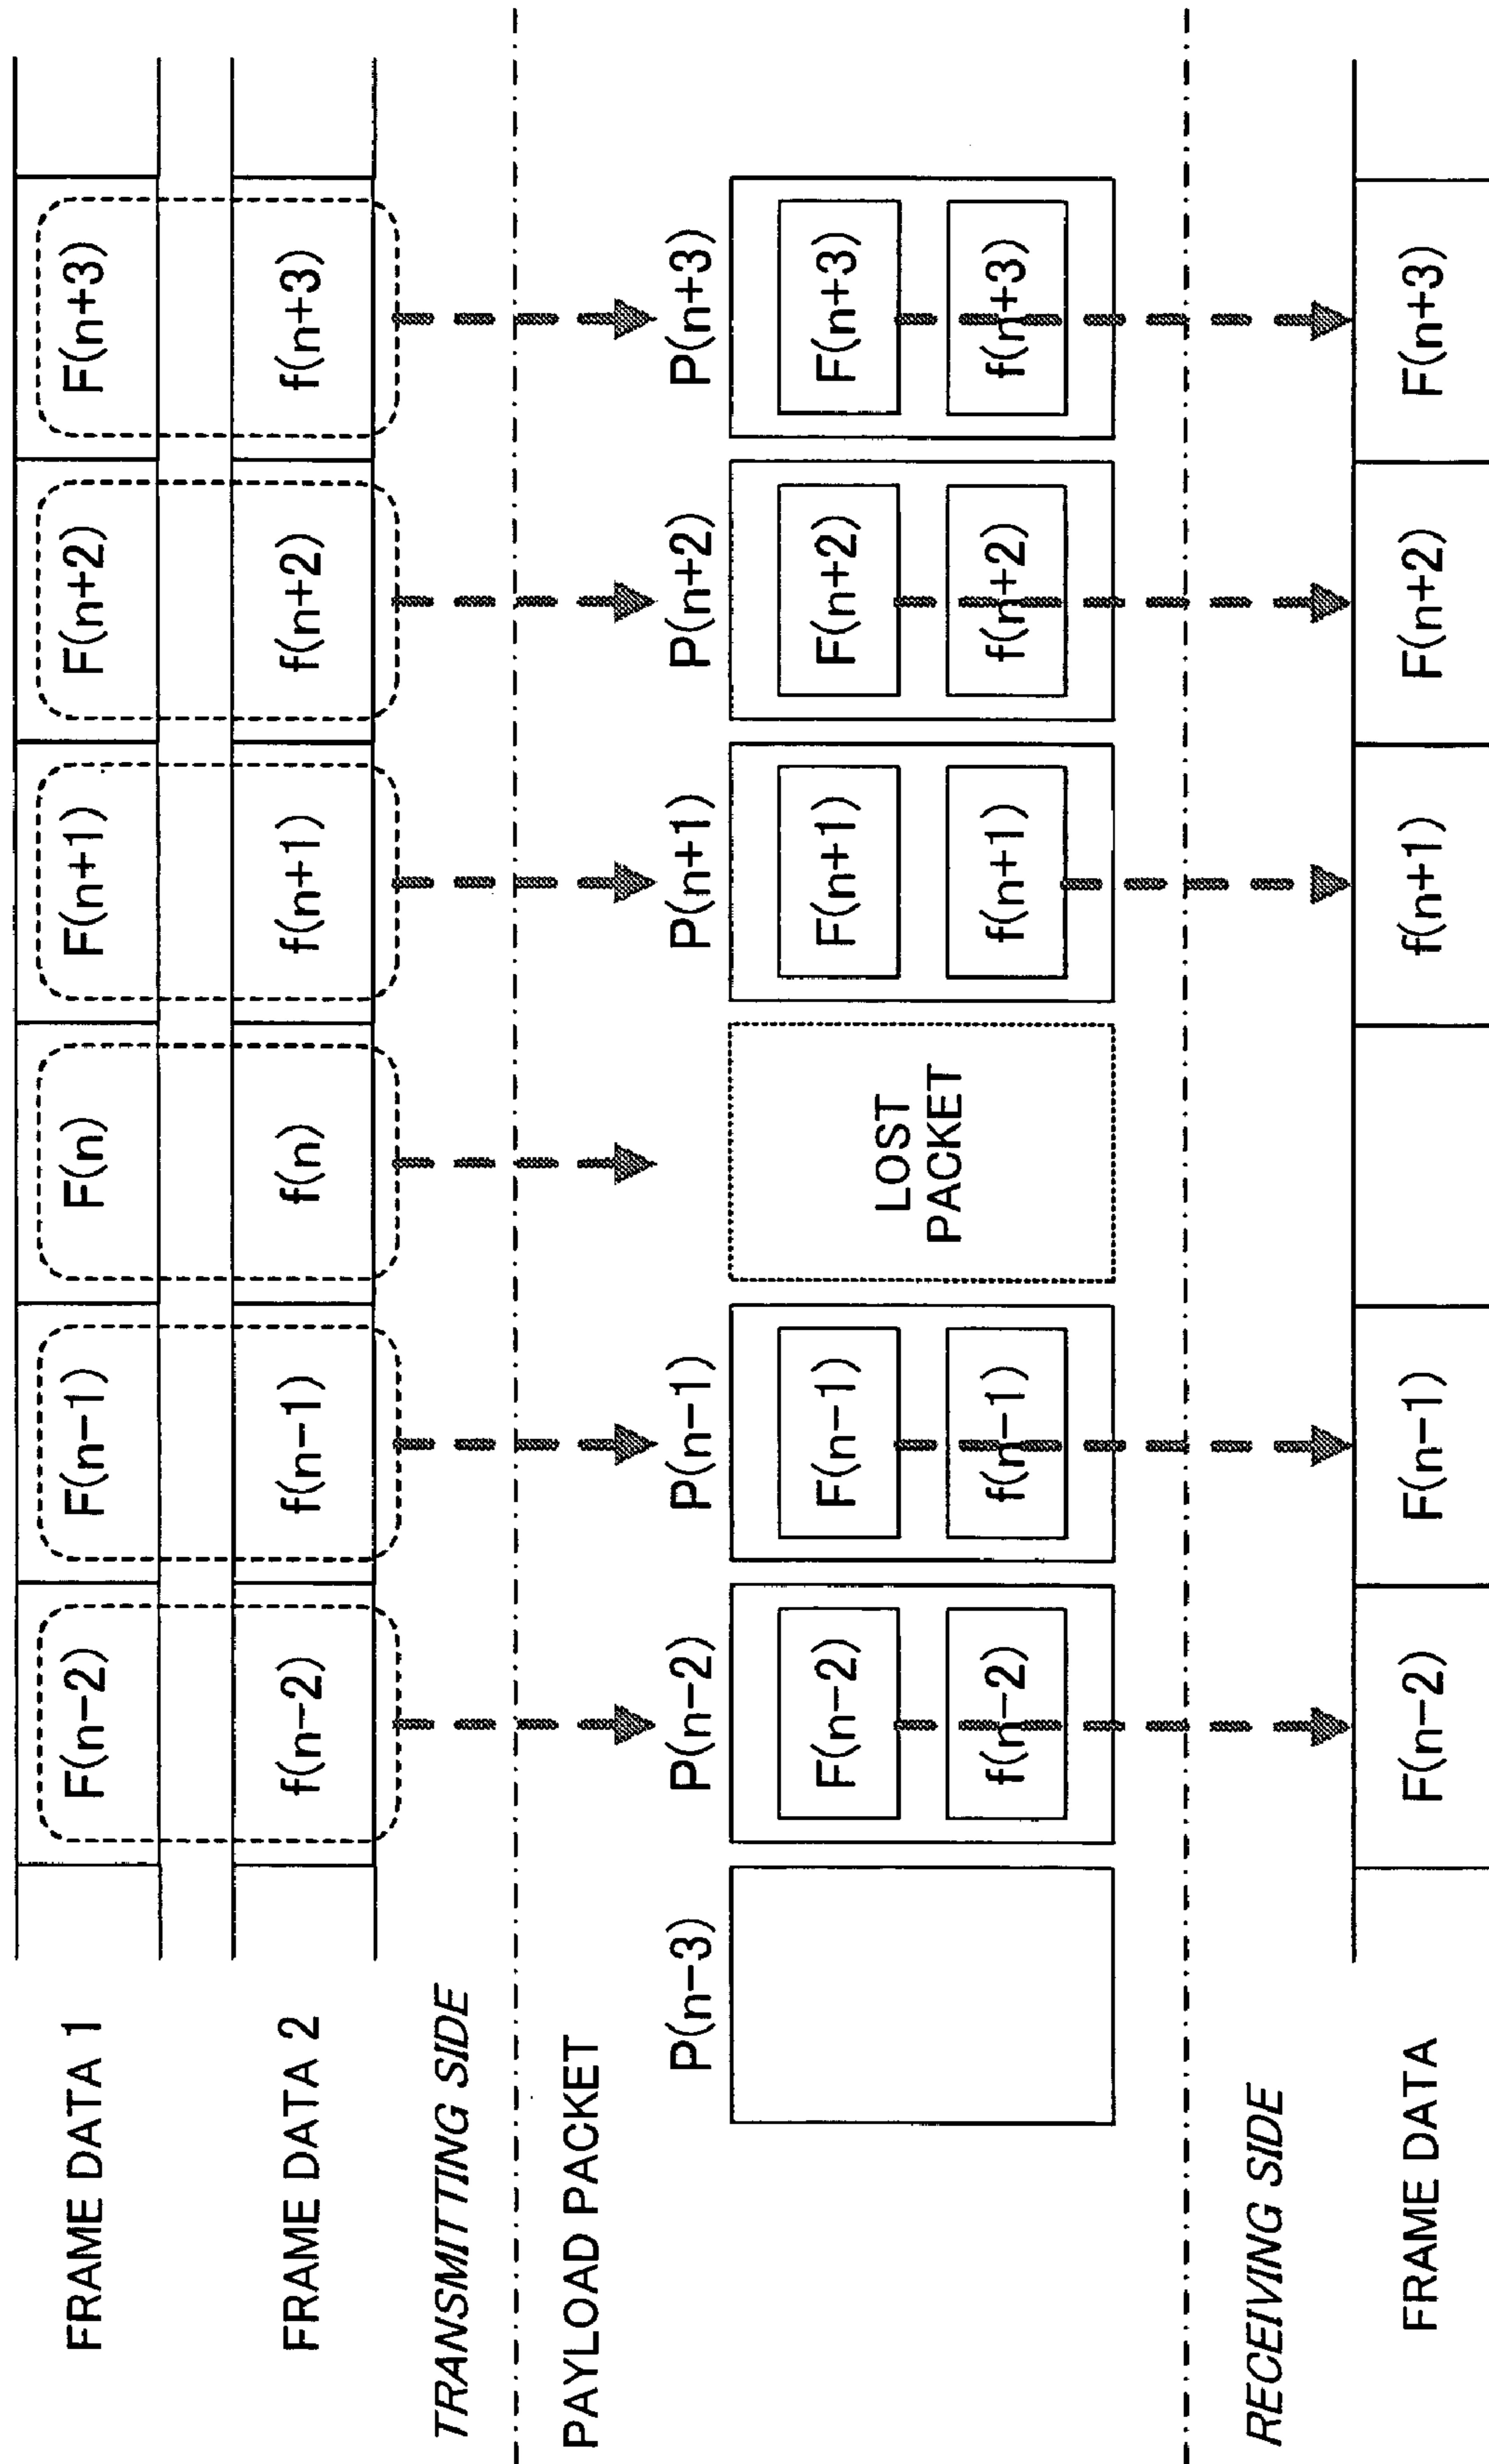 FRAME DATA 1
F(n−2)
F(n−1)
F(n)
F(n+1)
F(n+2)
F(n+3)
FRAME DATA 2
f(n−2)
f(n−1)
f(n)
f(n+1)
f(n+2)
f(n+3)
TRANSMITTING SIDE
PAYLOAD PACKET
P(n−3)
P(n−2)
P(n−1)
P(n+1)
P(n+2)
P(n+3)
F(n−2)
F(n−1)
LOST
PACKET
F(n+1)
F(n+2)
F(n+3)
f(n−2)
f(n−1)
f(n+1)
f(n+2)
f(n+3)
RECEIVING SIDE
FRAME DATA
F(n−2)
F(n−1)
f(n+1)
F(n+2)
F(n+3)